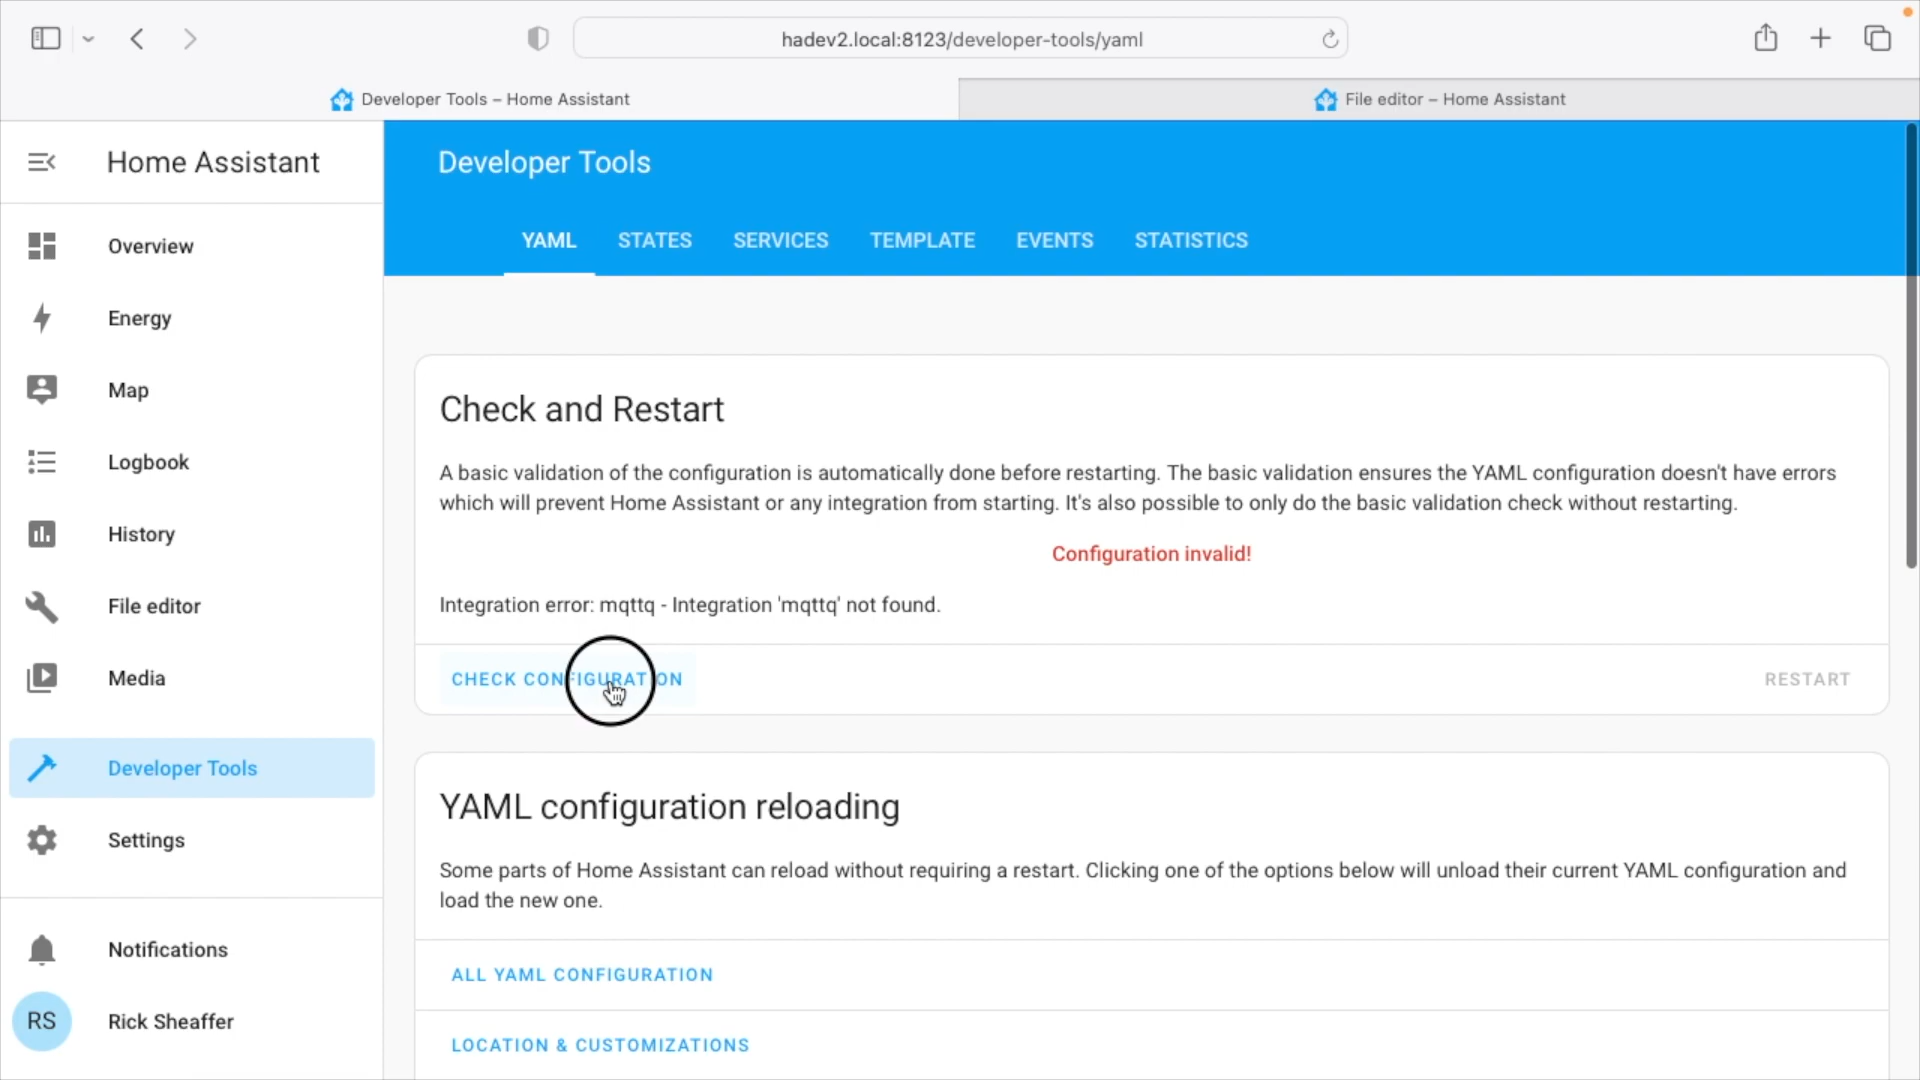 hadev2.local:8123/developer-tools/yaml
Developer Tools – Home Assistant
File editor – Home Assistant
Home Assistant
Developer Tools
YAML
STATES
SERVICES
TEMPLATE
EVENTS
STATISTICS
Overview
Energy
Map
Logbook
History
File editor
Media
Developer Tools
Settings
Notifications
RS
Rick Sheaffer
Check and Restart
A basic validation of the configuration is automatically done before restarting. The basic validation ensures the YAML configuration doesn't have errors
which will prevent Home Assistant or any integration from starting. It's also possible to only do the basic validation check without restarting.
Configuration invalid!
Integration error: mqttq - Integration 'mqttq' not found.
CHECK CONFIGURATION
RESTART
YAML configuration reloading
Some parts of Home Assistant can reload without requiring a restart. Clicking one of the options below will unload their current YAML configuration and
load the new one.
ALL YAML CONFIGURATION
LOCATION & CUSTOMIZATIONS